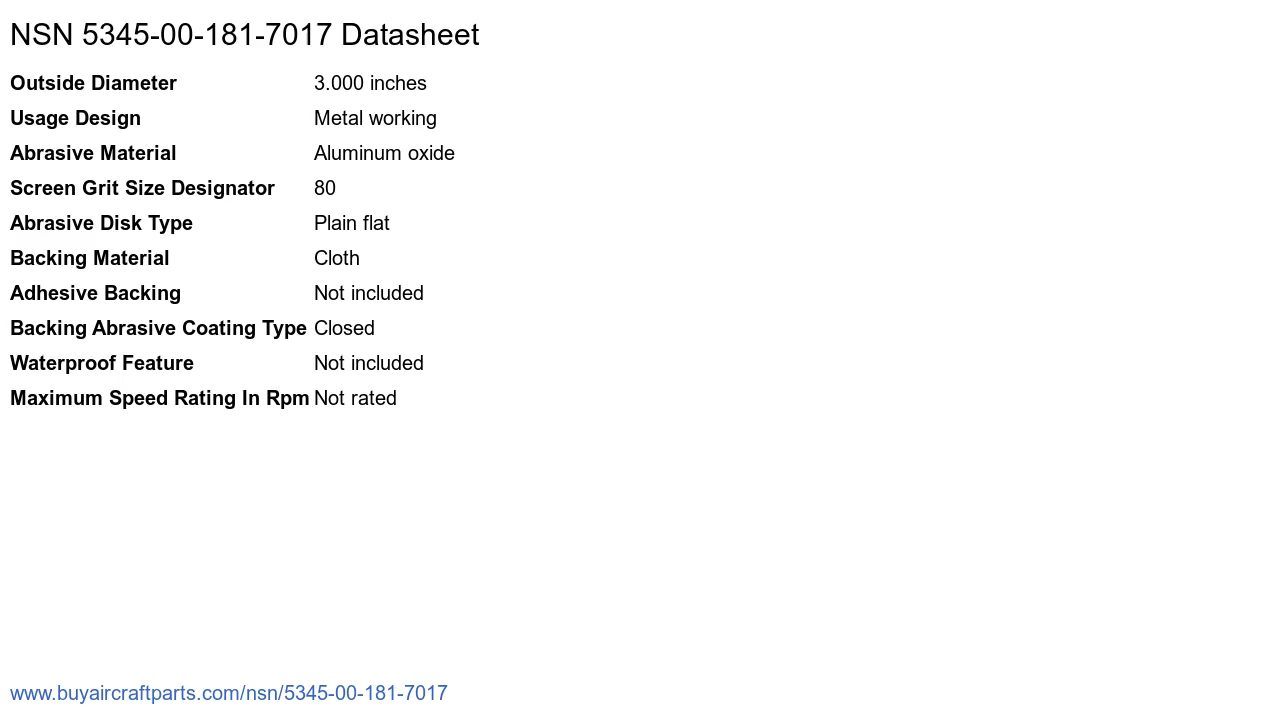 NSN 5345-00-181-7017 Datasheet
Outside Diameter 3.000 inches
Usage Design Metal working
Abrasive Material Aluminum oxide
Screen Grit Size Designator 80
Abrasive Disk Type Plain flat
Backing Material Cloth
Adhesive Backing Not included
Backing Abrasive Coating Type Closed
Waterproof Feature Not included
Maximum Speed Rating In Rpm Not rated
www.buyaircraftparts.com/nsn/5345-00-181-7017